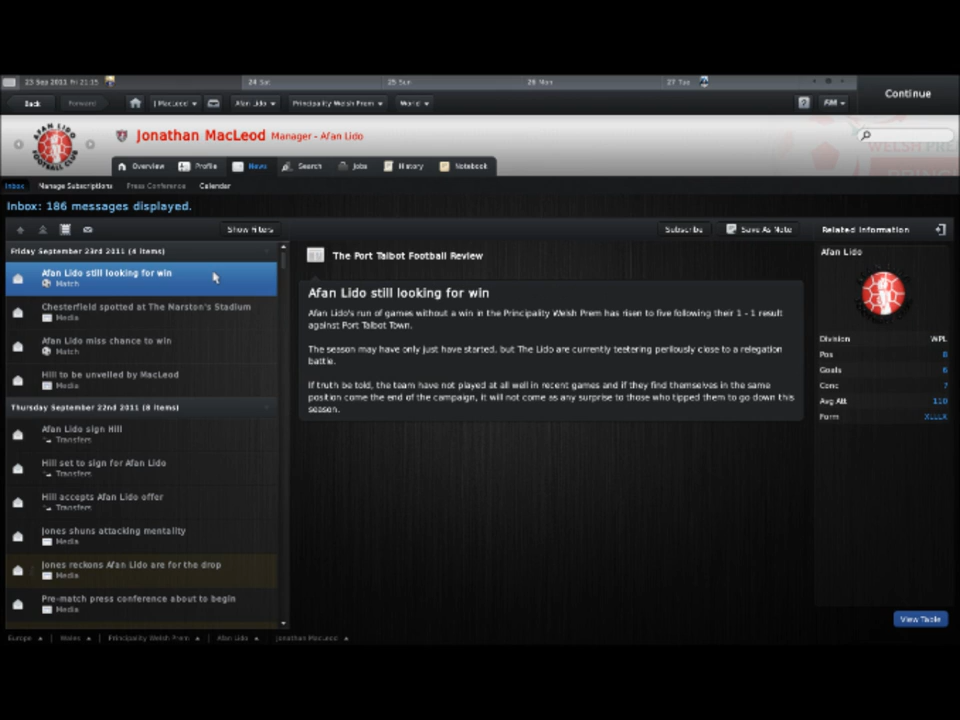 23 Sep 2011 Fri 21:15
24 Sat
25 Sun
26 Mon
27 Tue
Continue
Back
Forward
J MacLeod
Afan Lido
Principality Welsh Prem
World
FM
AFAN LIDO
FOOTBALL CLUB
Jonathan MacLeod Manager - Afan Lido
WELSH PRE
Overview
Profile
News
Search
Jobs
History
Notebook
Inbox
Manage Subscriptions
Press Conference
Calendar
Inbox: 186 messages displayed.
Show Filters
Subscribe
Save As Note
Related Information
Friday September 23rd 2011 (4 items)
Afan Lido still looking for win
Match
Chesterfield spotted at The Marston's Stadium
Media
Afan Lido miss chance to win
Match
Hill to be unveiled by MacLeod
Media
Thursday September 22nd 2011 (8 items)
Afan Lido sign Hill
Transfers
Hill set to sign for Afan Lido
Transfers
Hill accepts Afan Lido offer
Transfers
Jones shuns attacking mentality
Media
Jones reckons Afan Lido are for the drop
Media
Pre-match press conference about to begin
Media
The Port Talbot Football Review
Afan Lido still looking for win
Afan Lido's run of games without a win in the Principality Welsh Prem has risen to five following their 1 - 1 result
against Port Talbot Town.
The season may have only just have started, but The Lido are currently teetering perilously close to a relegation
battle.
If truth be told, the team have not played at all well in recent games and if they find themselves in the same
position come the end of the campaign, it will not come as any surprise to those who tipped them to go down this
season.
Afan Lido
Division WPL
Pos 8
Goals 6
Conc 7
Avg Att 110
Form XLLLX
View Table
Europe
Wales
Principality Welsh Prem
Afan Lido
Jonathan MacLeod